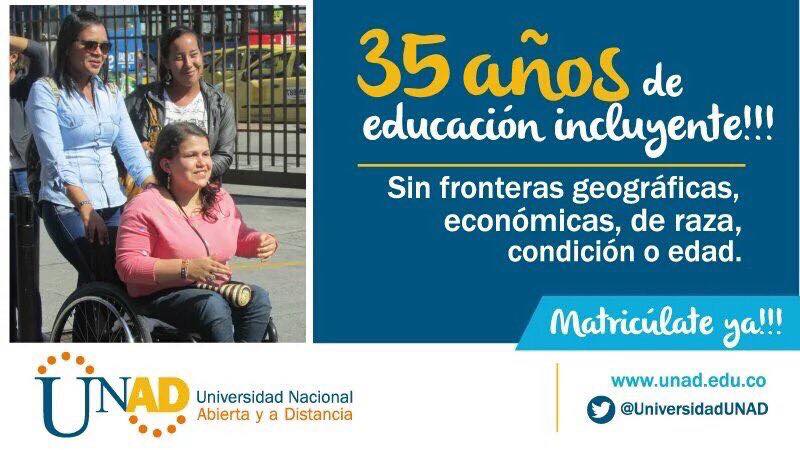 35 años de
educación incluyente!!!
Sin fronteras geográficas,
económicas, de raza,
condición o edad.
Matricúlate ya!!!
UNAD
Universidad Nacional
Abierta y a Distancia
www.unad.edu.co
@UniversidadUNAD